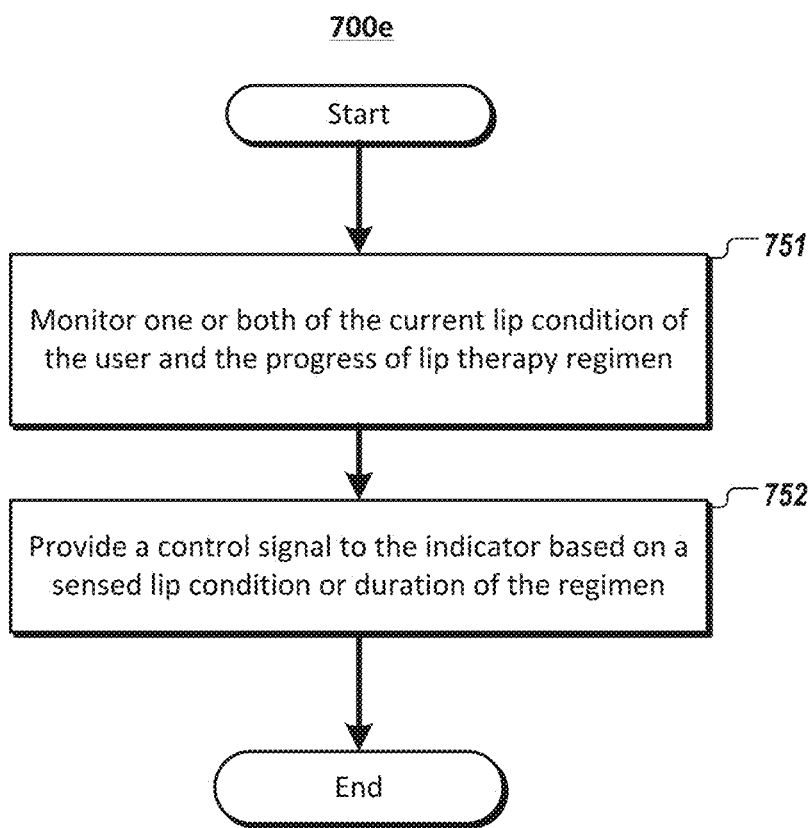 700e
Start
751
Monitor one or both of the current lip condition of
the user and the progress of lip therapy regimen
752
Provide a control signal to the indicator based on a
sensed lip condition or duration of the regimen
End